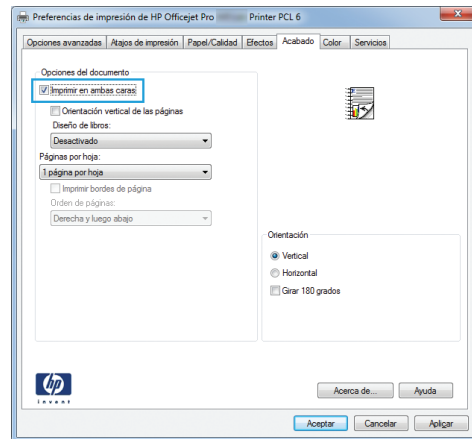 Preferencias de impresión de HP Officejet Pro Printer PCL 6
Opciones avanzadas Atajos de impresión Papel/Calidad Efectos Acabado Color Servicios
Opciones del documento
Imprimir en ambas caras
Orientación vertical de las páginas
Diseño de libros:
Desactivado
Páginas por hoja:
1 página por hoja
Imprimir bordes de página
Orden de páginas:
Derecha y luego abajo
Orientación
Vertical
Horizontal
Girar 180 grados
hp
invent
Acerca de... Ayuda
Aceptar Cancelar Aplicar